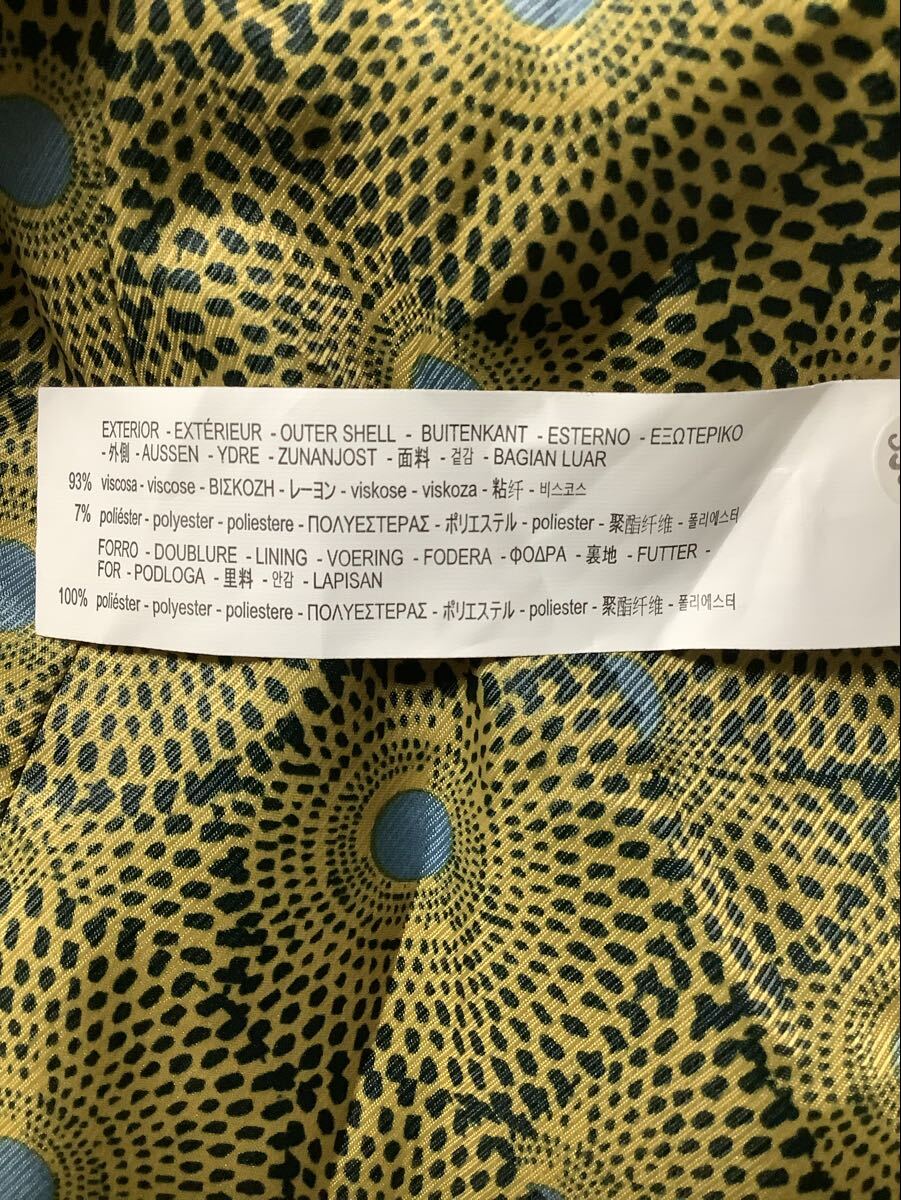 EXTERIOR - EXTÉRIEUR - OUTER SHELL - BUITENKANT - ESTERNO - ΕΞΩΤΕΡΙΚΟ
- 外側 - AUSSEN - YDRE - ZUNANJOST - 面料 - 겉감 - BAGIAN LUAR
93% viscosa - viscose - ΒΙΣΚΟΖΗ - レーヨン - viskose - viskoza - 粘纤 - 비스코스
7% poliéster - polyester - poliestere - ΠΟΛΥΕΣΤΕΡΑΣ - ポリエステル - poliester - 聚酯纤维 - 폴리에스터
FORRO - DOUBLURE - LINING - VOERING - FODERA - ΦΟΔΡΑ - 裏地 - FUTTER -
FOR - PODLOGA - 里料 - 안감 - LAPISAN
100% poliéster - polyester - poliestere - ΠΟΛΥΕΣΤΕΡΑΣ - ポリエステル - poliester - 聚酯纤维 - 폴리에스터